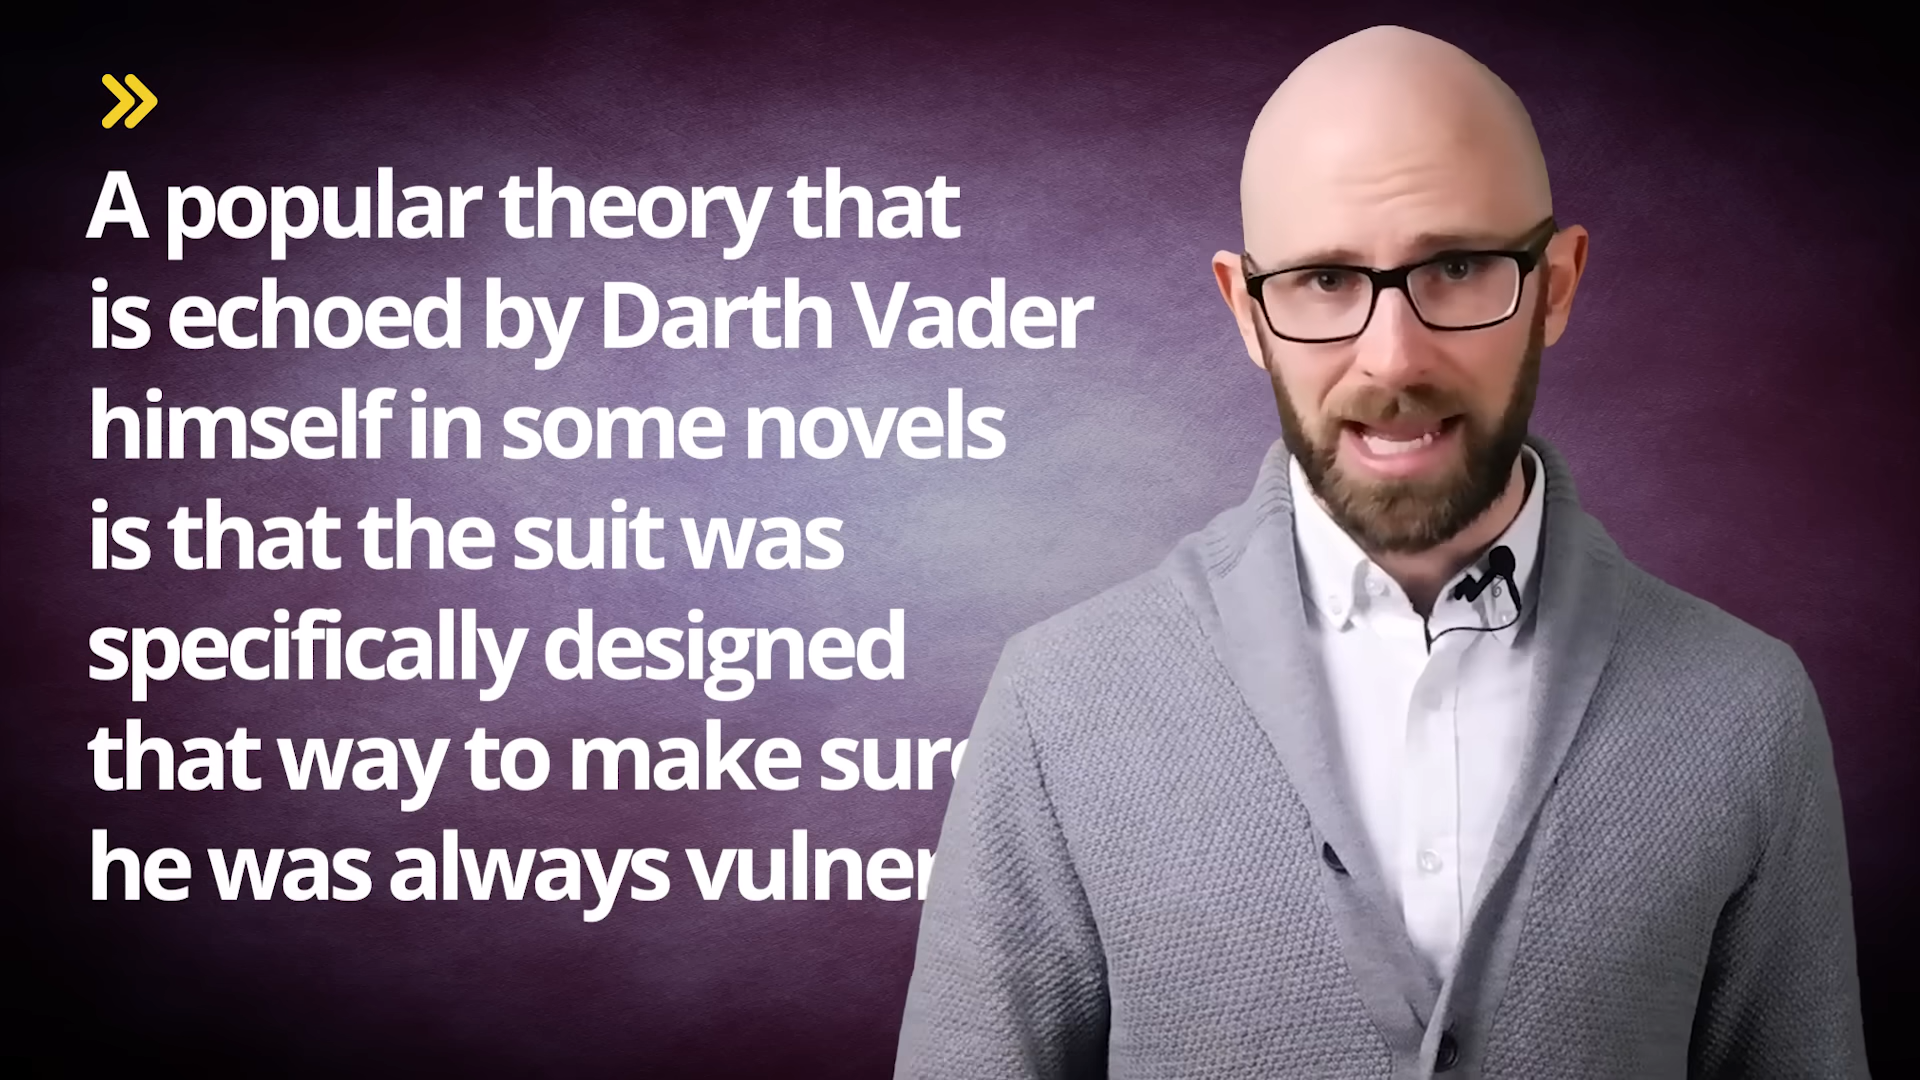 A popular theory that
is echoed by Darth Vader
himself in some novels
is that the suit was
specifically designed
that way to make
he was always